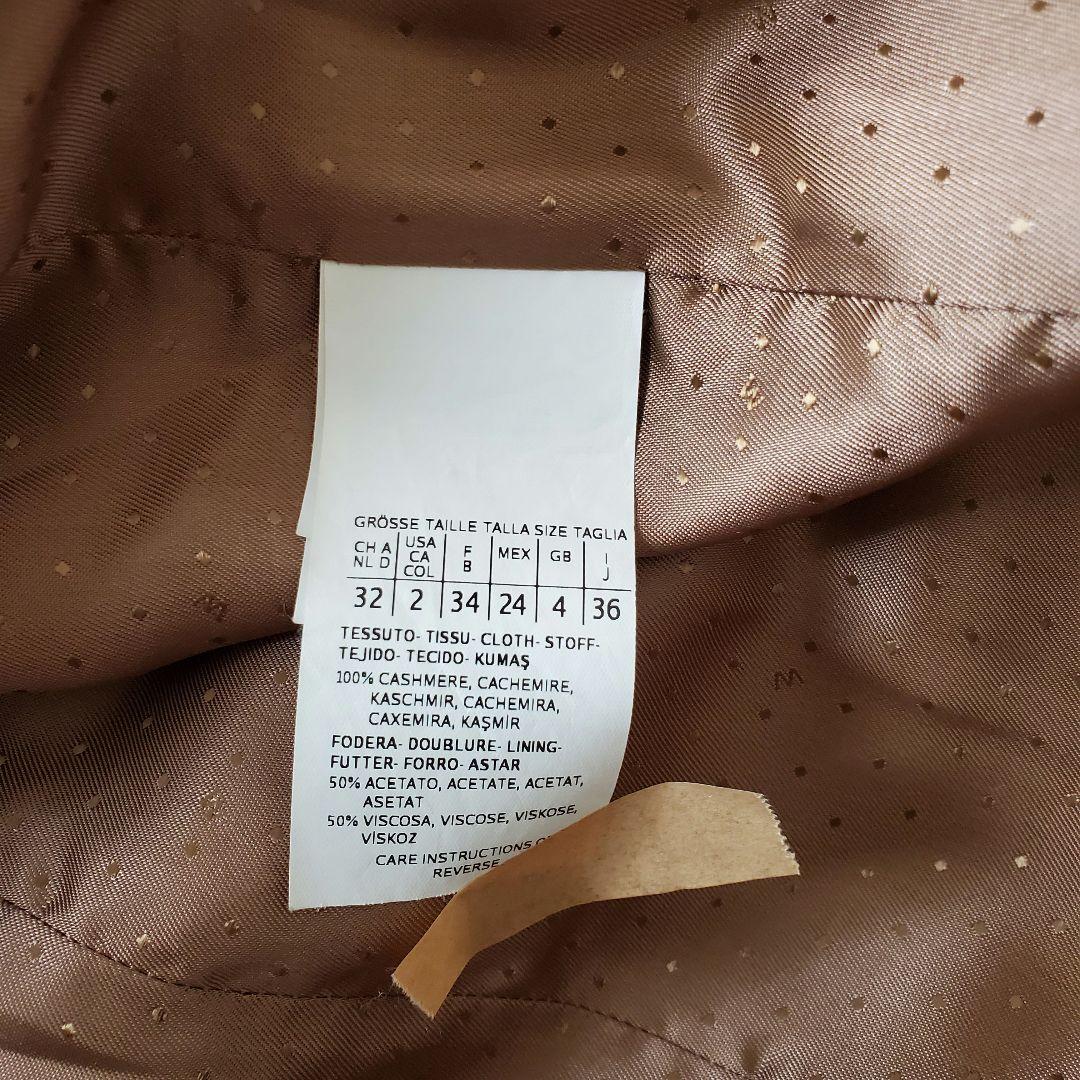 GRÖSSE TAILLE TALLA SIZE TAGLIA
CH A NL D | USA CA COL | F B | MEX | GB | I J
32 | 2 | 34 | 24 | 4 | 36
TESSUTO- TISSU- CLOTH- STOFF-
TEJIDO- TECIDO- KUMAŞ
100% CASHMERE, CACHEMIRE,
KASCHMIR, CACHEMIRA,
CAXEMIRA, KAŞMİR
FODERA- DOUBLURE- LINING-
FUTTER- FORRO- ASTAR
50% ACETATO, ACETATE, ACETAT,
ASETAT
50% VISCOSA, VISCOSE, VISKOSE,
VİSKOZ
CARE INSTRUCTIONS
REVERSE
M